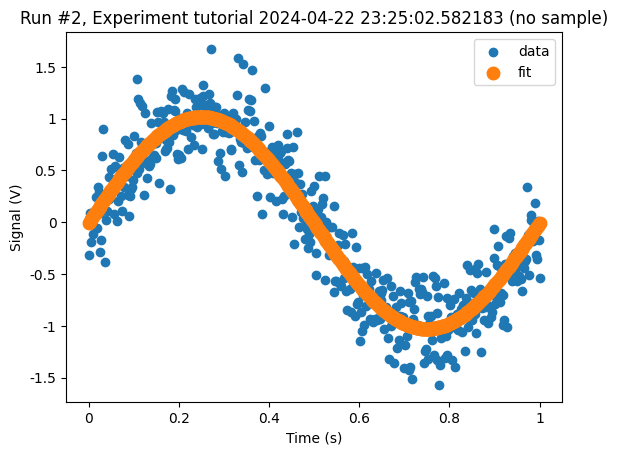 Run #2, Experiment tutorial 2024-04-22 23:25:02.582183 (no sample)
data
fit
1.5
1
0.5
0
-0.5
-1
-1.5
Signal (V)
0
0.2
0.4
0.6
0.8
1
Time (s)